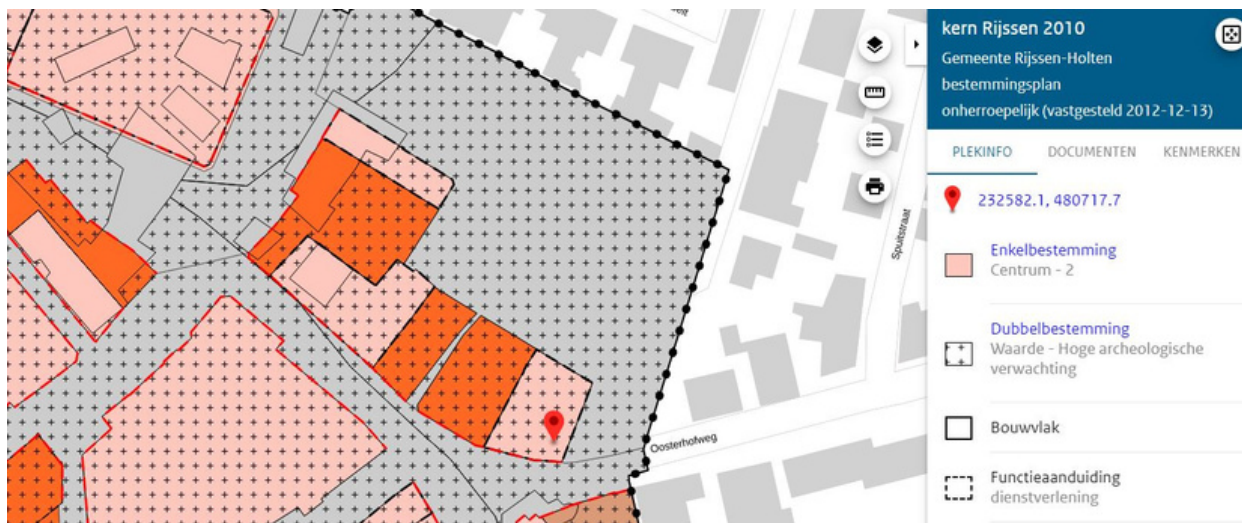 kern Rijssen 2010
Gemeente Rijssen-Holten
bestemmingsplan
onherroepelijk (vastgesteld 2012-12-13)
PLEKINFO
DOCUMENTEN
KENMERKEN
232582.1, 480717.7
Enkelbestemming
Centrum - 2
Dubbelbestemming
Waarde - Hoge archeologische
verwachting
Bouwvlak
Functieaanduiding
dienstverlening
Spuitstraat
Oosterhofweg